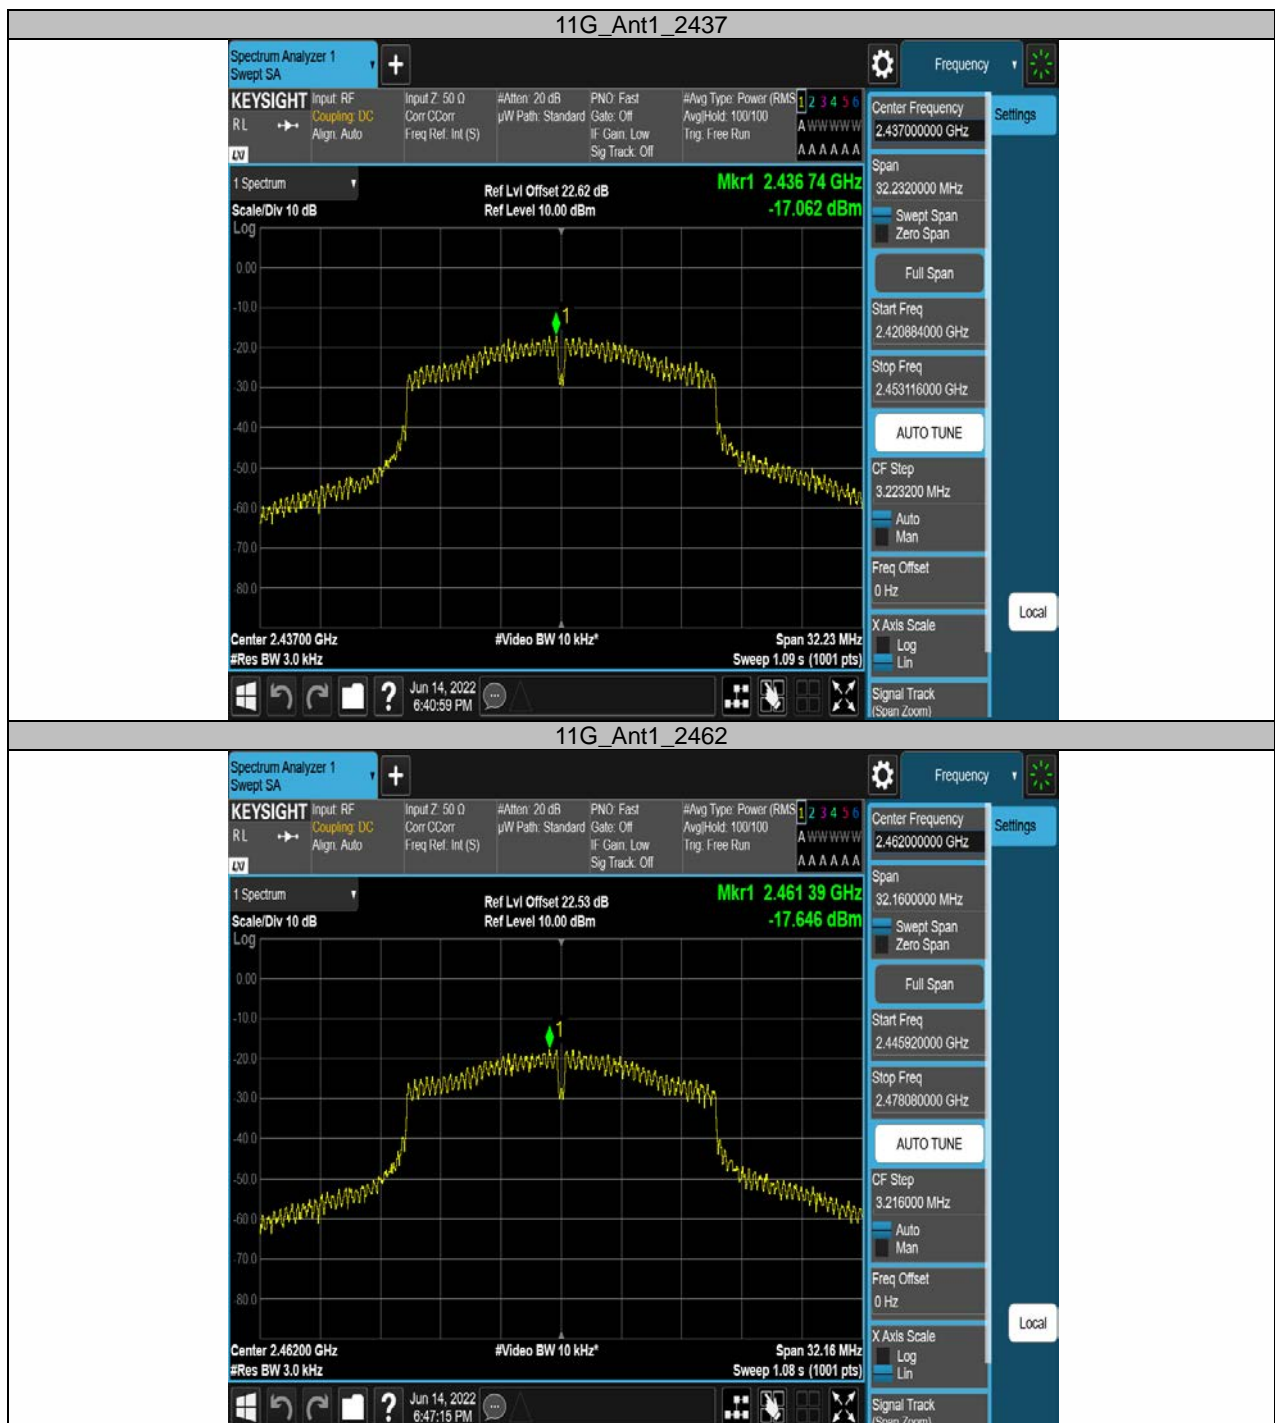 11G_Ant1_2437
Spectrum Analyzer 1
Swept SA
+
Frequency
KEYSIGHT
RL
LXI
Input: RF
Coupling: DC
Align: Auto
Input Z: 50 Ω
Corr CCorr
Freq Ref: Int (S)
#Atten: 20 dB
µW Path: Standard
PNO: Fast
Gate: Off
IF Gain: Low
Sig Track: Off
#Avg Type: Power (RMS
Avg|Hold: 100/100
Trig: Free Run
1 2 3 4 5 6
A W W W W W
A A A A A A
1 Spectrum
Scale/Div 10 dB
Ref Lvl Offset 22.62 dB
Ref Level 10.00 dBm
Mkr1 2.436 74 GHz
-17.062 dBm
Log
0.00
-10.0
-20.0
-30.0
-40.0
-50.0
-60.0
-70.0
-80.0
1
Center 2.43700 GHz
#Res BW 3.0 kHz
#Video BW 10 kHz*
Span 32.23 MHz
Sweep 1.09 s (1001 pts)
Jun 14, 2022
6:40:59 PM
Center Frequency
2.437000000 GHz
Settings
Span
32.2320000 MHz
Swept Span
Zero Span
Full Span
Start Freq
2.420884000 GHz
Stop Freq
2.453116000 GHz
AUTO TUNE
CF Step
3.223200 MHz
Auto
Man
Freq Offset
0 Hz
Local
X Axis Scale
Log
Lin
Signal Track
(Span Zoom)
11G_Ant1_2462
Spectrum Analyzer 1
Swept SA
+
Frequency
KEYSIGHT
RL
LXI
Input: RF
Coupling: DC
Align: Auto
Input Z: 50 Ω
Corr CCorr
Freq Ref: Int (S)
#Atten: 20 dB
µW Path: Standard
PNO: Fast
Gate: Off
IF Gain: Low
Sig Track: Off
#Avg Type: Power (RMS
Avg|Hold: 100/100
Trig: Free Run
1 2 3 4 5 6
A W W W W W
A A A A A A
1 Spectrum
Scale/Div 10 dB
Ref Lvl Offset 22.53 dB
Ref Level 10.00 dBm
Mkr1 2.461 39 GHz
-17.646 dBm
Log
0.00
-10.0
-20.0
-30.0
-40.0
-50.0
-60.0
-70.0
-80.0
1
Center 2.46200 GHz
#Res BW 3.0 kHz
#Video BW 10 kHz*
Span 32.16 MHz
Sweep 1.08 s (1001 pts)
Jun 14, 2022
6:47:15 PM
Center Frequency
2.462000000 GHz
Settings
Span
32.1600000 MHz
Swept Span
Zero Span
Full Span
Start Freq
2.445920000 GHz
Stop Freq
2.478080000 GHz
AUTO TUNE
CF Step
3.216000 MHz
Auto
Man
Freq Offset
0 Hz
Local
X Axis Scale
Log
Lin
Signal Track
(Span Zoom)